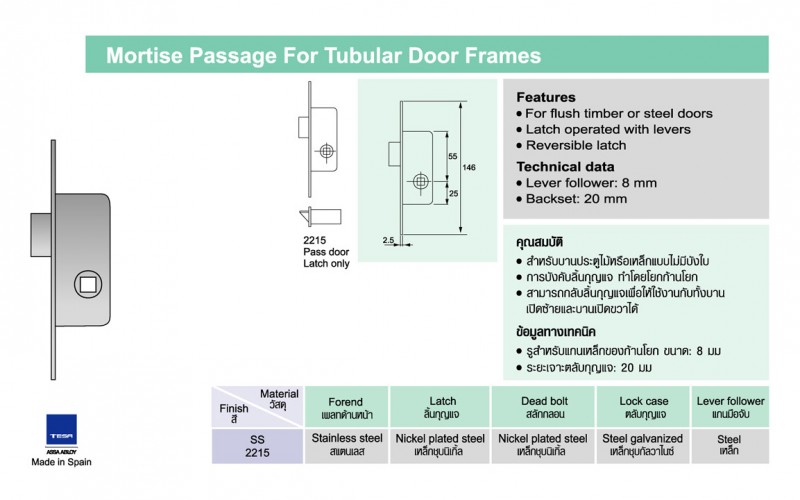 Mortise Passage For Tubular Door Frames
Features
• For flush timber or steel doors
• Latch operated with levers
• Reversible latch
Technical data
• Lever follower: 8 mm
• Backset: 20 mm
55
146
25
2.5
2215
Pass door
Latch only
คุณสมบัติ
• สำหรับบานประตูไม้หรือเหล็กแบบไม่มีบังใบ
• การบังคับลิ้นกุญแจ ทำโดยโยกก้านโยก
• สามารถกลับลิ้นกุญแจเพื่อให้ใช้งานกับทั้งบาน
เปิดซ้ายและบานเปิดขวาได้
ข้อมูลทางเทคนิค
• รูสำหรับแกนเหล็กของก้านโยก ขนาด: 8 มม
• ระยะเจาะตลับกุญแจ: 20 มม
Material วัสดุ
Finish สี
Forend เพลทด้านหน้า
Latch ลิ้นกุญแจ
Dead bolt สลักกลอน
Lock case ตลับกุญแจ
Lever follower แกนมือจับ
SS 2215
Stainless steel สแตนเลส
Nickel plated steel เหล็กชุบนิเกิ้ล
Nickel plated steel เหล็กชุบนิเกิ้ล
Steel galvanized เหล็กชุบกัลวาไนซ์
Steel เหล็ก
TESA
ASSA ABLOY
Made in Spain